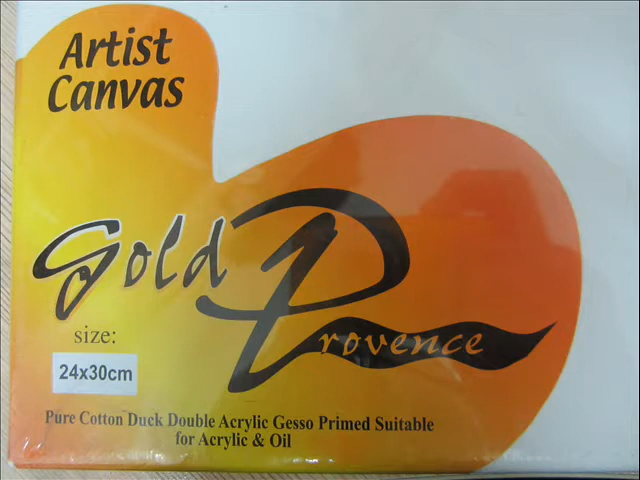 Artist
Canvas
Gold Provence
size:
24x30cm
Pure Cotton Duck Double Acrylic Gesso Primed Suitable
for Acrylic & Oil